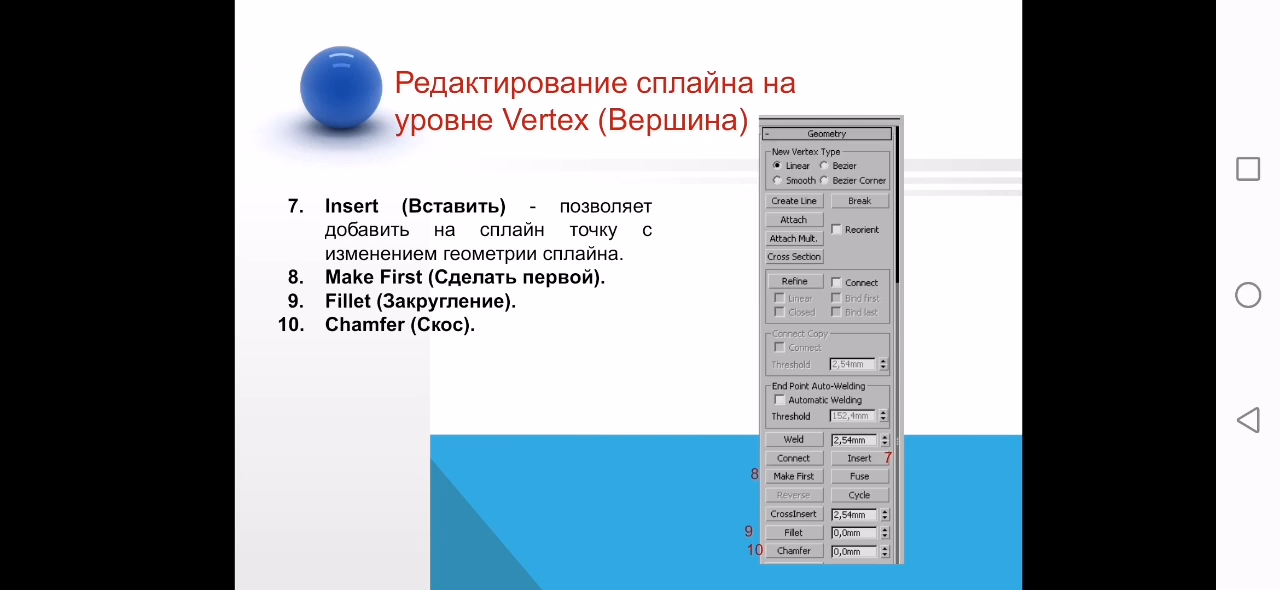 Редактирование сплайна на
уровне Vertex (Вершина)
7. Insert (Вставить) - позволяет
добавить на сплайн точку с
изменением геометрии сплайна.
8. Make First (Сделать первой).
9. Fillet (Закругление).
10. Chamfer (Скос).
- Geometry
New Vertex Type
Linear Bezier
Smooth Bezier Corner
Create Line Break
Attach
Reorient
Attach Mult.
Cross Section
Refine Connect
Linear Bind first
Closed Bind last
Connect Copy
Connect
Threshold 2,54mm
End Point Auto-Welding
Automatic Welding
Threshold 152,4mm
Weld 2,54mm
Connect Insert 7
8 Make First Fuse
Reverse Cycle
CrossInsert 2,54mm
9 Fillet 0,0mm
10 Chamfer 0,0mm